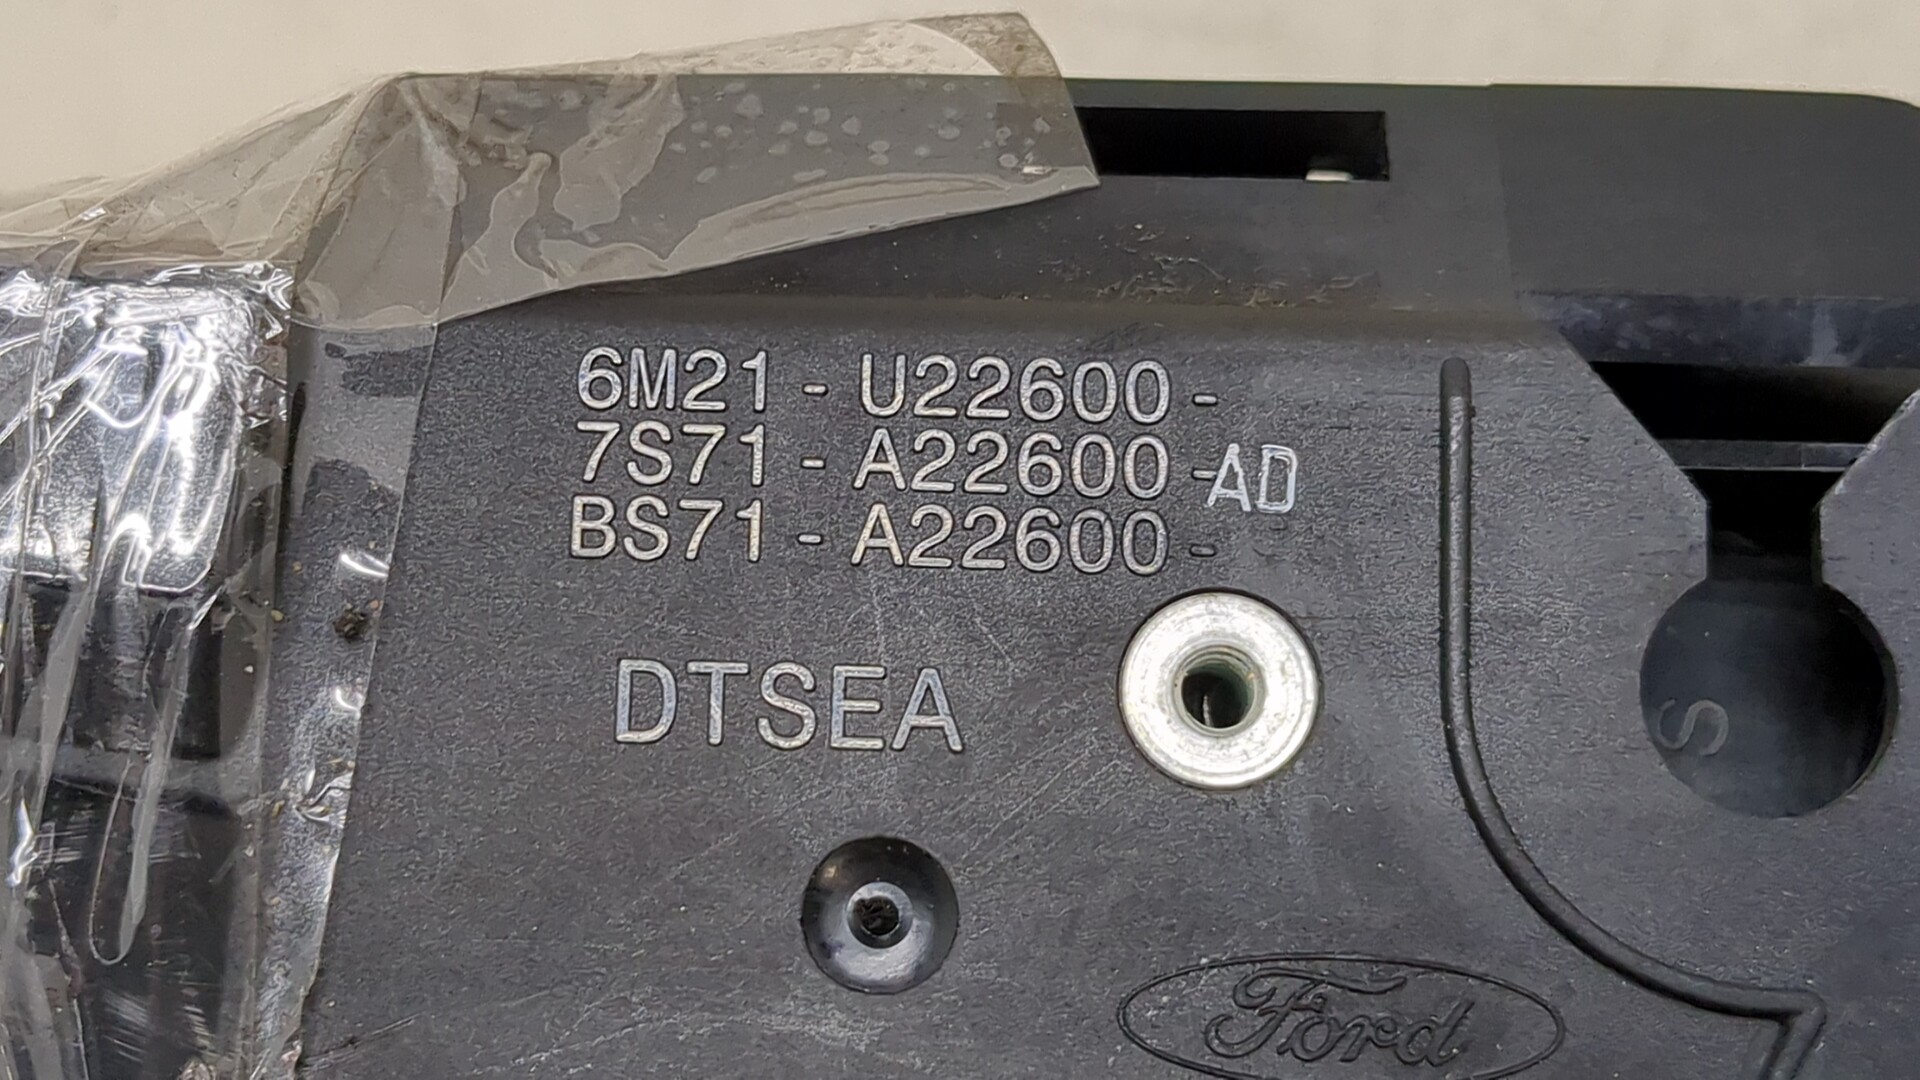 6M21 - U22600 -
7S71 - A22600 - AD
BS71 - A22600 -
DTSEA
S
Ford